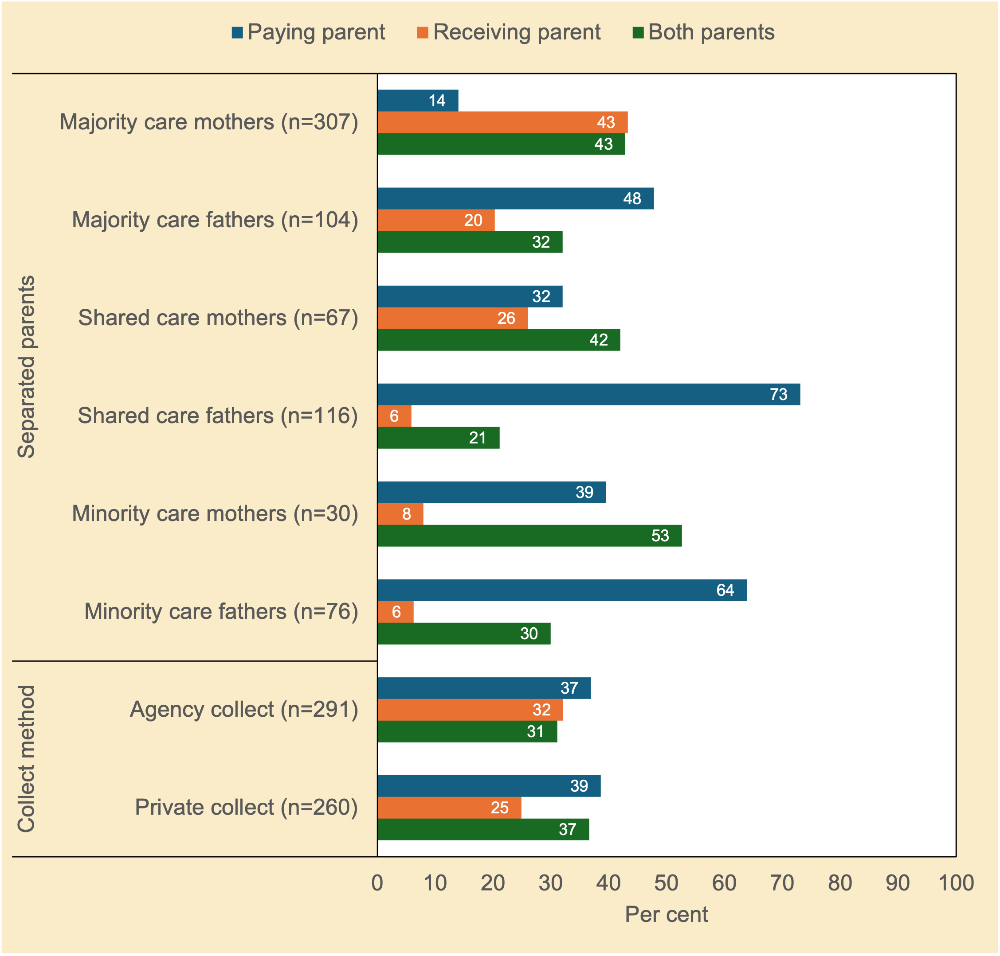 Paying parent Receiving parent Both parents
Separated parents
Majority care mothers (n=307)
14
43
43
Majority care fathers (n=104)
48
20
32
Shared care mothers (n=67)
32
26
42
Shared care fathers (n=116)
73
6
21
Minority care mothers (n=30)
39
8
53
Minority care fathers (n=76)
64
6
30
Collect method
Agency collect (n=291)
37
32
31
Private collect (n=260)
39
25
37
0 10 20 30 40 50 60 70 80 90 100
Per cent